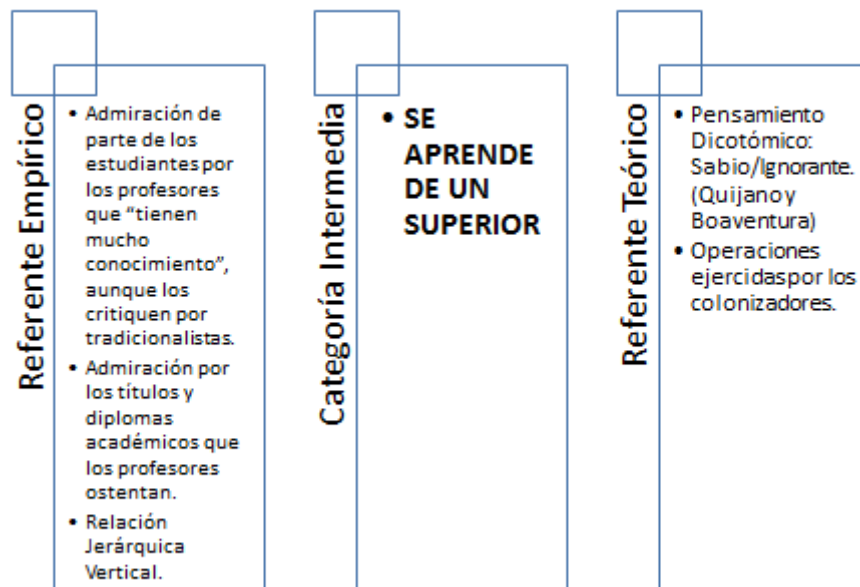 Referente Empírico
• Admiración de
parte de los
estudiantes por
los profesores
que “tienen
mucho
conocimiento”,
aunque los
critiquen por
tradicionalistas.
• Admiración por
los títulos y
diplomas
académicos que
los profesores
ostentan.
• Relación
Jerárquica
Vertical.
Categoría Intermedia
• SE
APRENDE
DE UN
SUPERIOR
Referente Teórico
• Pensamiento
Dicotómico:
Sabio/Ignorante.
(Quijano y
Boaventura)
• Operaciones
ejercidas por los
colonizadores.